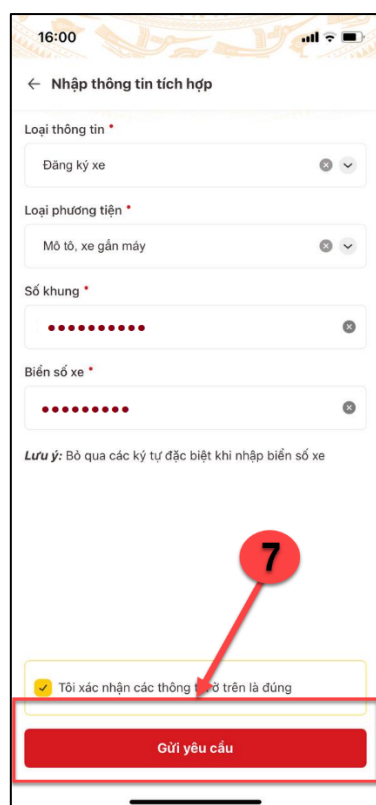 16:00
← Nhập thông tin tích hợp
Loại thông tin *
Đăng ký xe
Loại phương tiện *
Mô tô, xe gắn máy
Số khung *
••••••••••
Biển số xe *
•••••••••
Lưu ý: Bỏ qua các ký tự đặc biệt khi nhập biển số xe
7
Tôi xác nhận các thông ở trên là đúng
Gửi yêu cầu